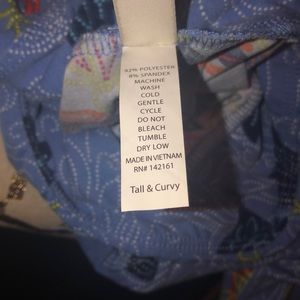 92% POLYESTER
8% SPANDEX
MACHINE
WASH
COLD
GENTLE
CYCLE
DO NOT
BLEACH
TUMBLE
DRY LOW
MADE IN VIETNAM
RN# 142161
Tall & Curvy